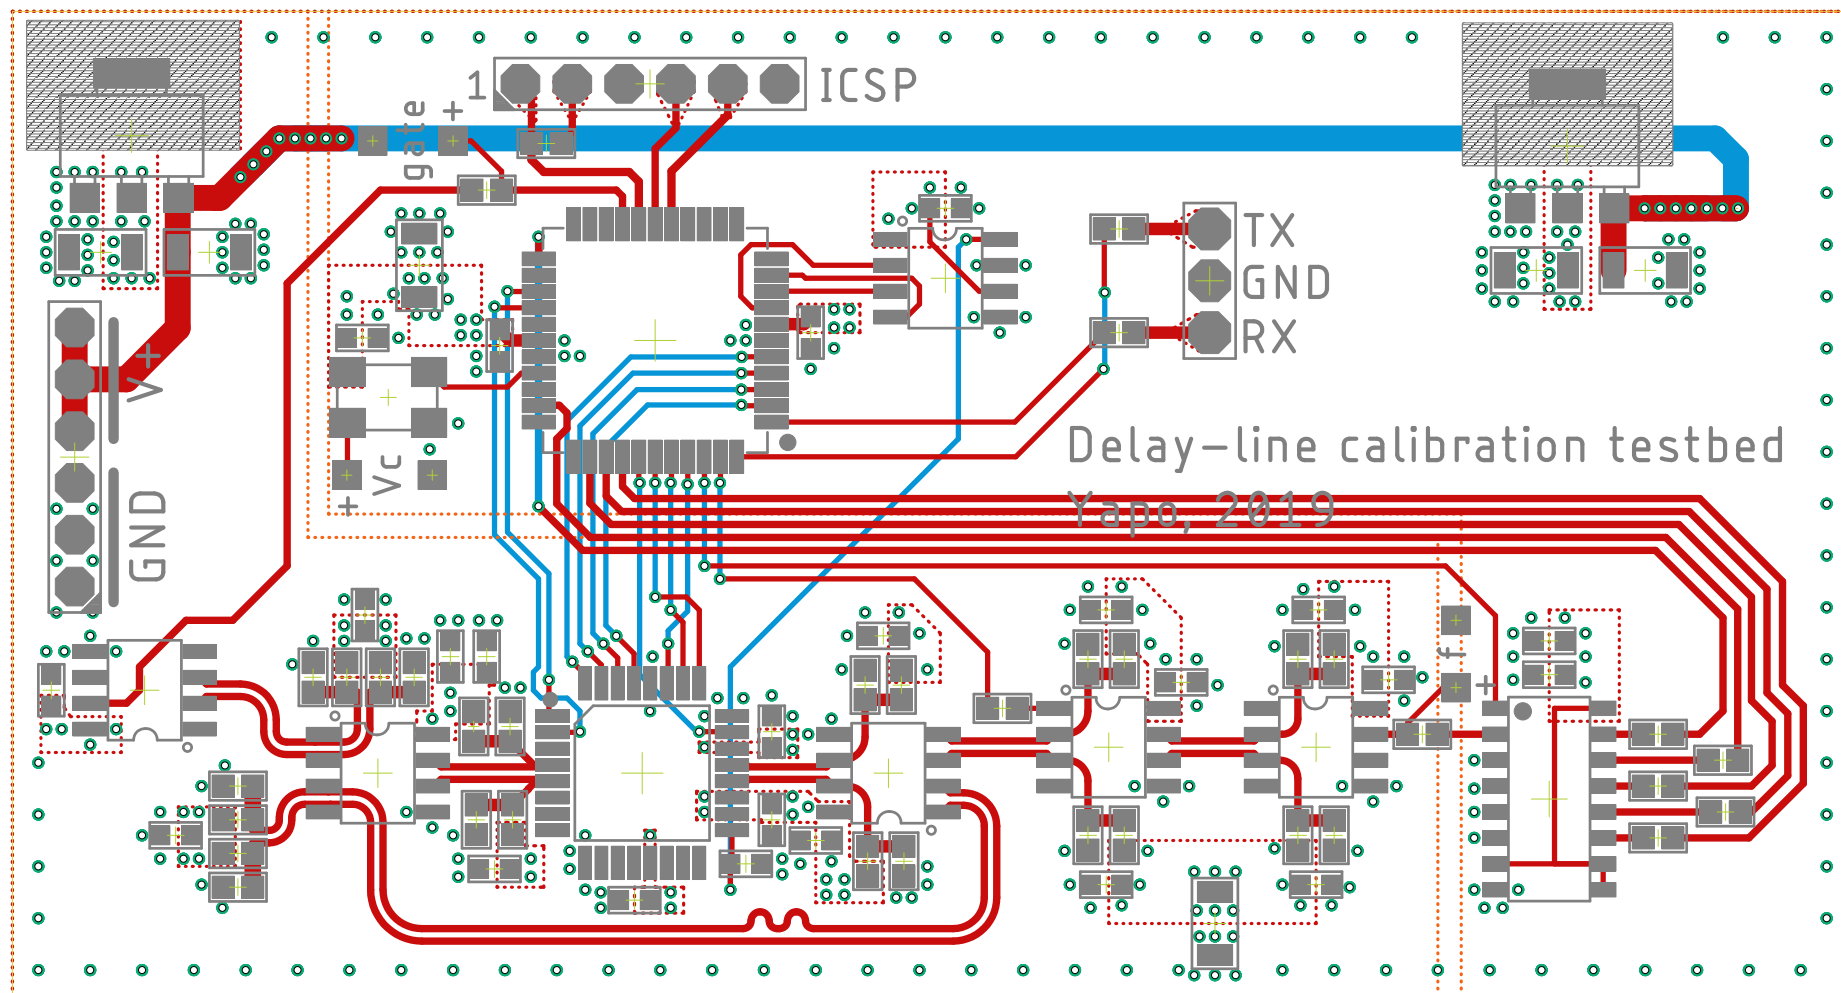 1 ICSP
gate +
TX
GND
RX
V+
GND
Vc
+
Delay-line calibration testbed
Yapo, 2019
f
+